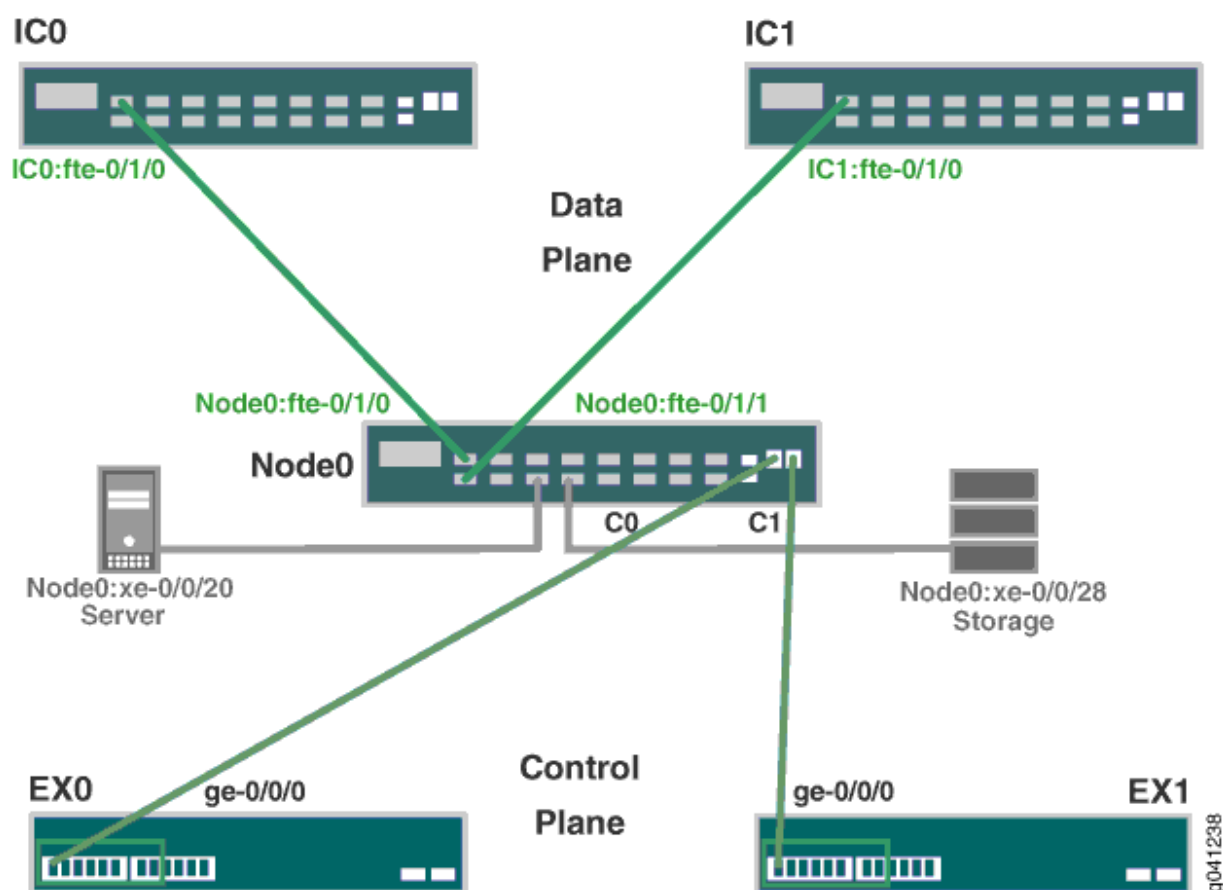 IC0
IC1
IC0:fte-0/1/0
IC1:fte-0/1/0
Data
Plane
Node0:fte-0/1/0
Node0:fte-0/1/1
Node0
C0
C1
Node0:xe-0/0/20
Server
Node0:xe-0/0/28
Storage
Control
Plane
EX0
ge-0/0/0
ge-0/0/0
EX1
g041238